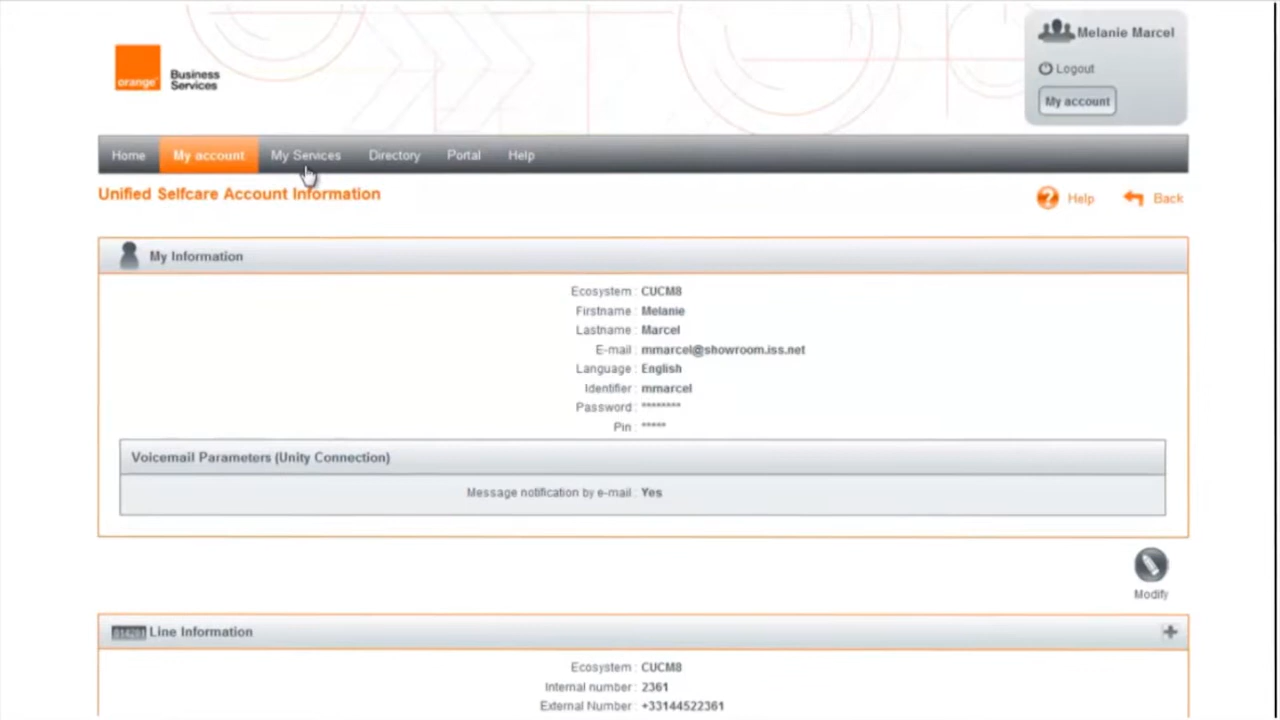 Melanie Marcel
Logout
My account
orange™
Business
Services
Home My account My Services Directory Portal Help
Unified Selfcare Account Information
Help Back
My Information
Ecosystem : CUCM8
Firstname : Melanie
Lastname : Marcel
E-mail : mmarcel@showroom.iss.net
Language : English
Identifier : mmarcel
Password : ********
Pin : *****
Voicemail Parameters (Unity Connection)
Message notification by e-mail : Yes
Modify
Line Information
Ecosystem : CUCM8
Internal number : 2361
External Number : +33144522361